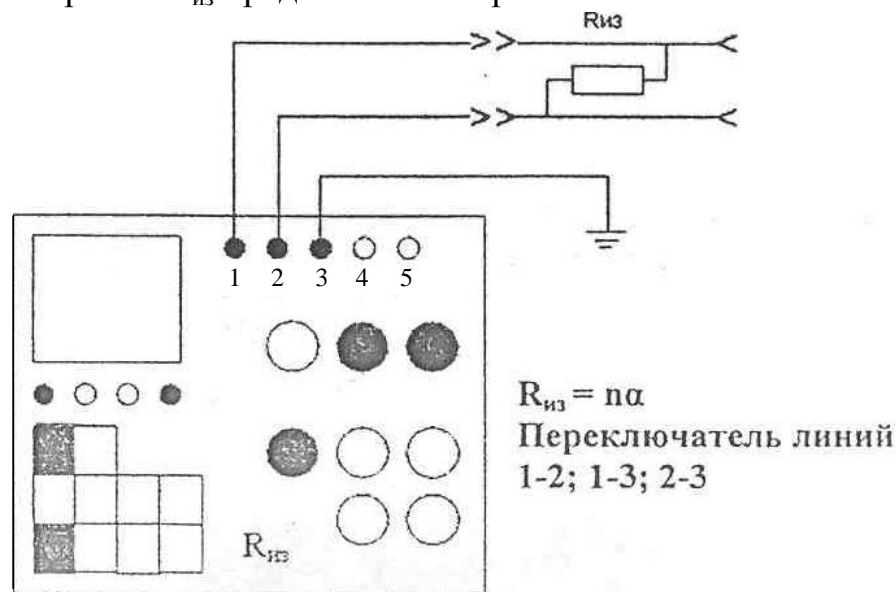 Rиз
1 2 3 4 5
Rиз = nα
Переключатель линий
1-2; 1-3; 2-3
Rиз